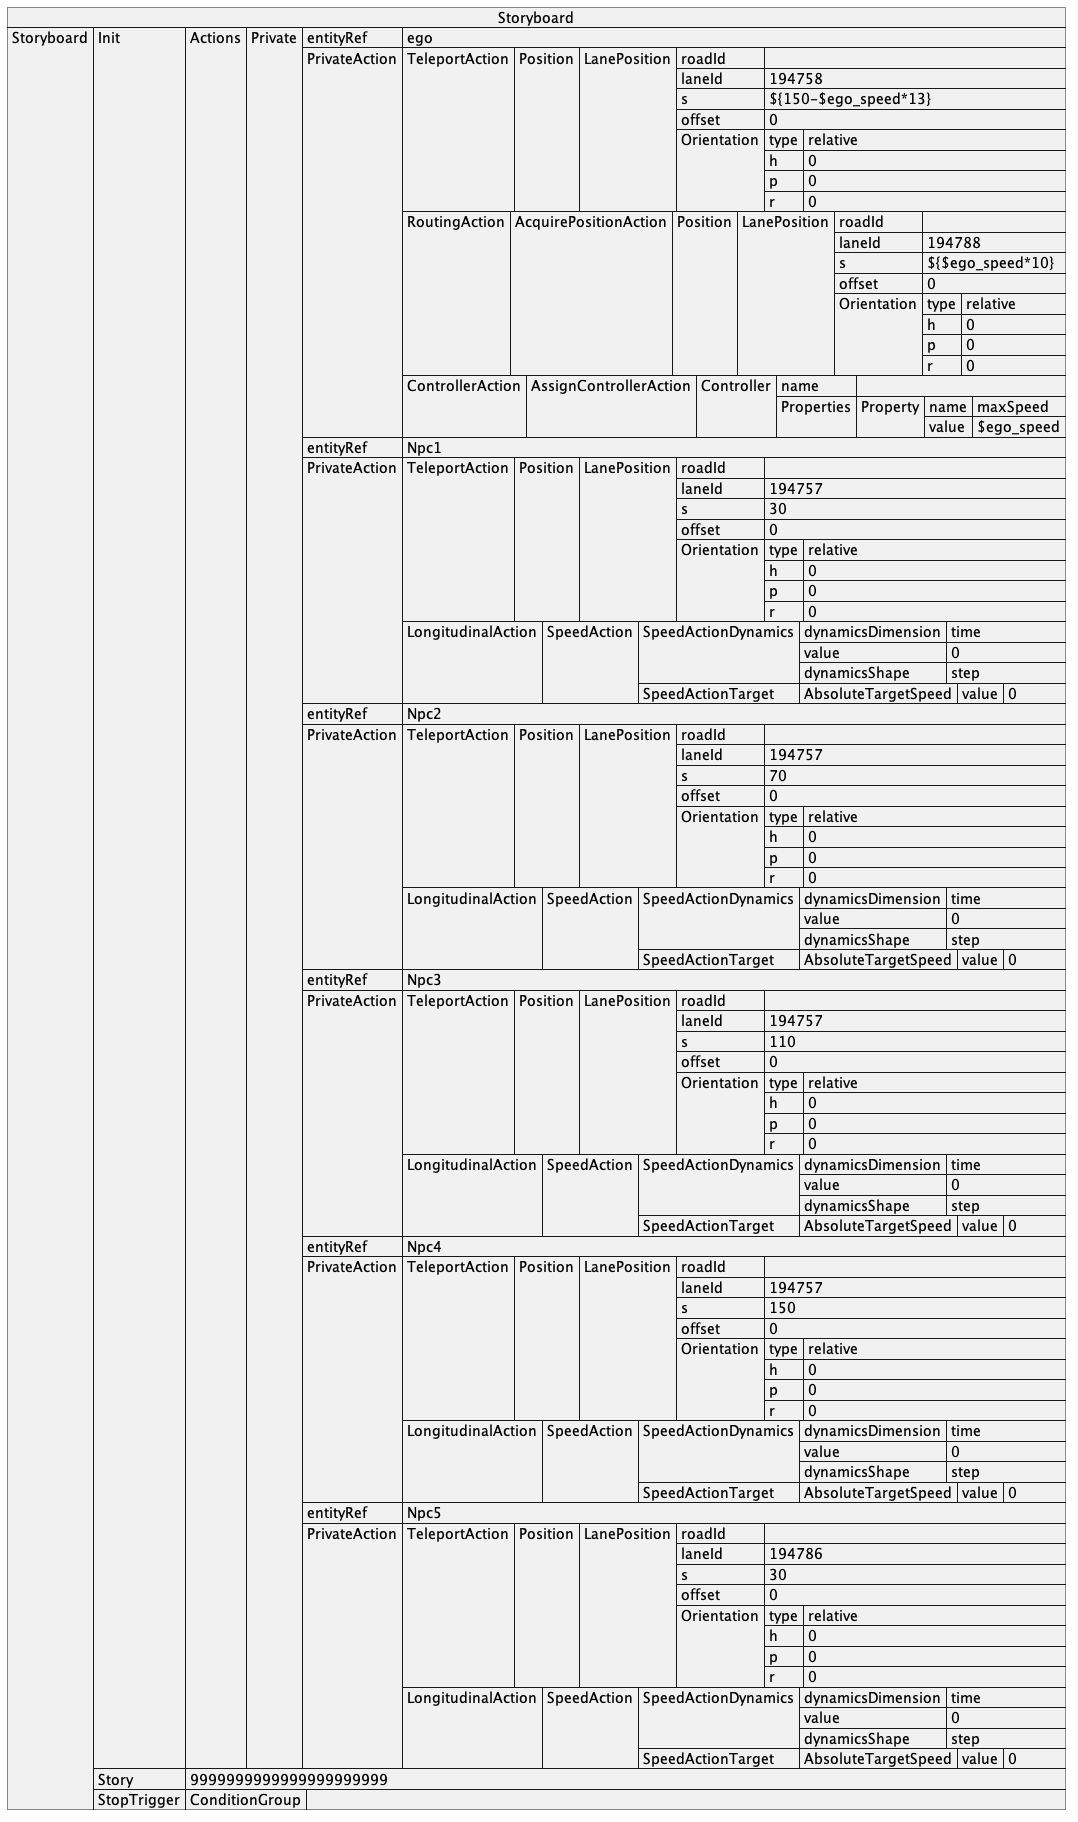 Storyboard
Storyboard Init Actions Private entityRef ego
PrivateAction TeleportAction Position LanePosition roadId
laneId 194758
s ${150-$ego_speed*13}
offset 0
Orientation type relative
h 0
p 0
r 0
RoutingAction AcquirePositionAction Position LanePosition roadId
laneId 194788
s ${$ego_speed*10}
offset 0
Orientation type relative
h 0
p 0
r 0
ControllerAction AssignControllerAction Controller name
Properties Property name maxSpeed
value $ego_speed
entityRef Npc1
PrivateAction TeleportAction Position LanePosition roadId
laneId 194757
s 30
offset 0
Orientation type relative
h 0
p 0
r 0
LongitudinalAction SpeedAction SpeedActionDynamics dynamicsDimension time
value 0
dynamicsShape step
SpeedActionTarget AbsoluteTargetSpeed value 0
entityRef Npc2
PrivateAction TeleportAction Position LanePosition roadId
laneId 194757
s 70
offset 0
Orientation type relative
h 0
p 0
r 0
LongitudinalAction SpeedAction SpeedActionDynamics dynamicsDimension time
value 0
dynamicsShape step
SpeedActionTarget AbsoluteTargetSpeed value 0
entityRef Npc3
PrivateAction TeleportAction Position LanePosition roadId
laneId 194757
s 110
offset 0
Orientation type relative
h 0
p 0
r 0
LongitudinalAction SpeedAction SpeedActionDynamics dynamicsDimension time
value 0
dynamicsShape step
SpeedActionTarget AbsoluteTargetSpeed value 0
entityRef Npc4
PrivateAction TeleportAction Position LanePosition roadId
laneId 194757
s 150
offset 0
Orientation type relative
h 0
p 0
r 0
LongitudinalAction SpeedAction SpeedActionDynamics dynamicsDimension time
value 0
dynamicsShape step
SpeedActionTarget AbsoluteTargetSpeed value 0
entityRef Npc5
PrivateAction TeleportAction Position LanePosition roadId
laneId 194786
s 30
offset 0
Orientation type relative
h 0
p 0
r 0
LongitudinalAction SpeedAction SpeedActionDynamics dynamicsDimension time
value 0
dynamicsShape step
SpeedActionTarget AbsoluteTargetSpeed value 0
Story 9999999999999999999999
StopTrigger ConditionGroup